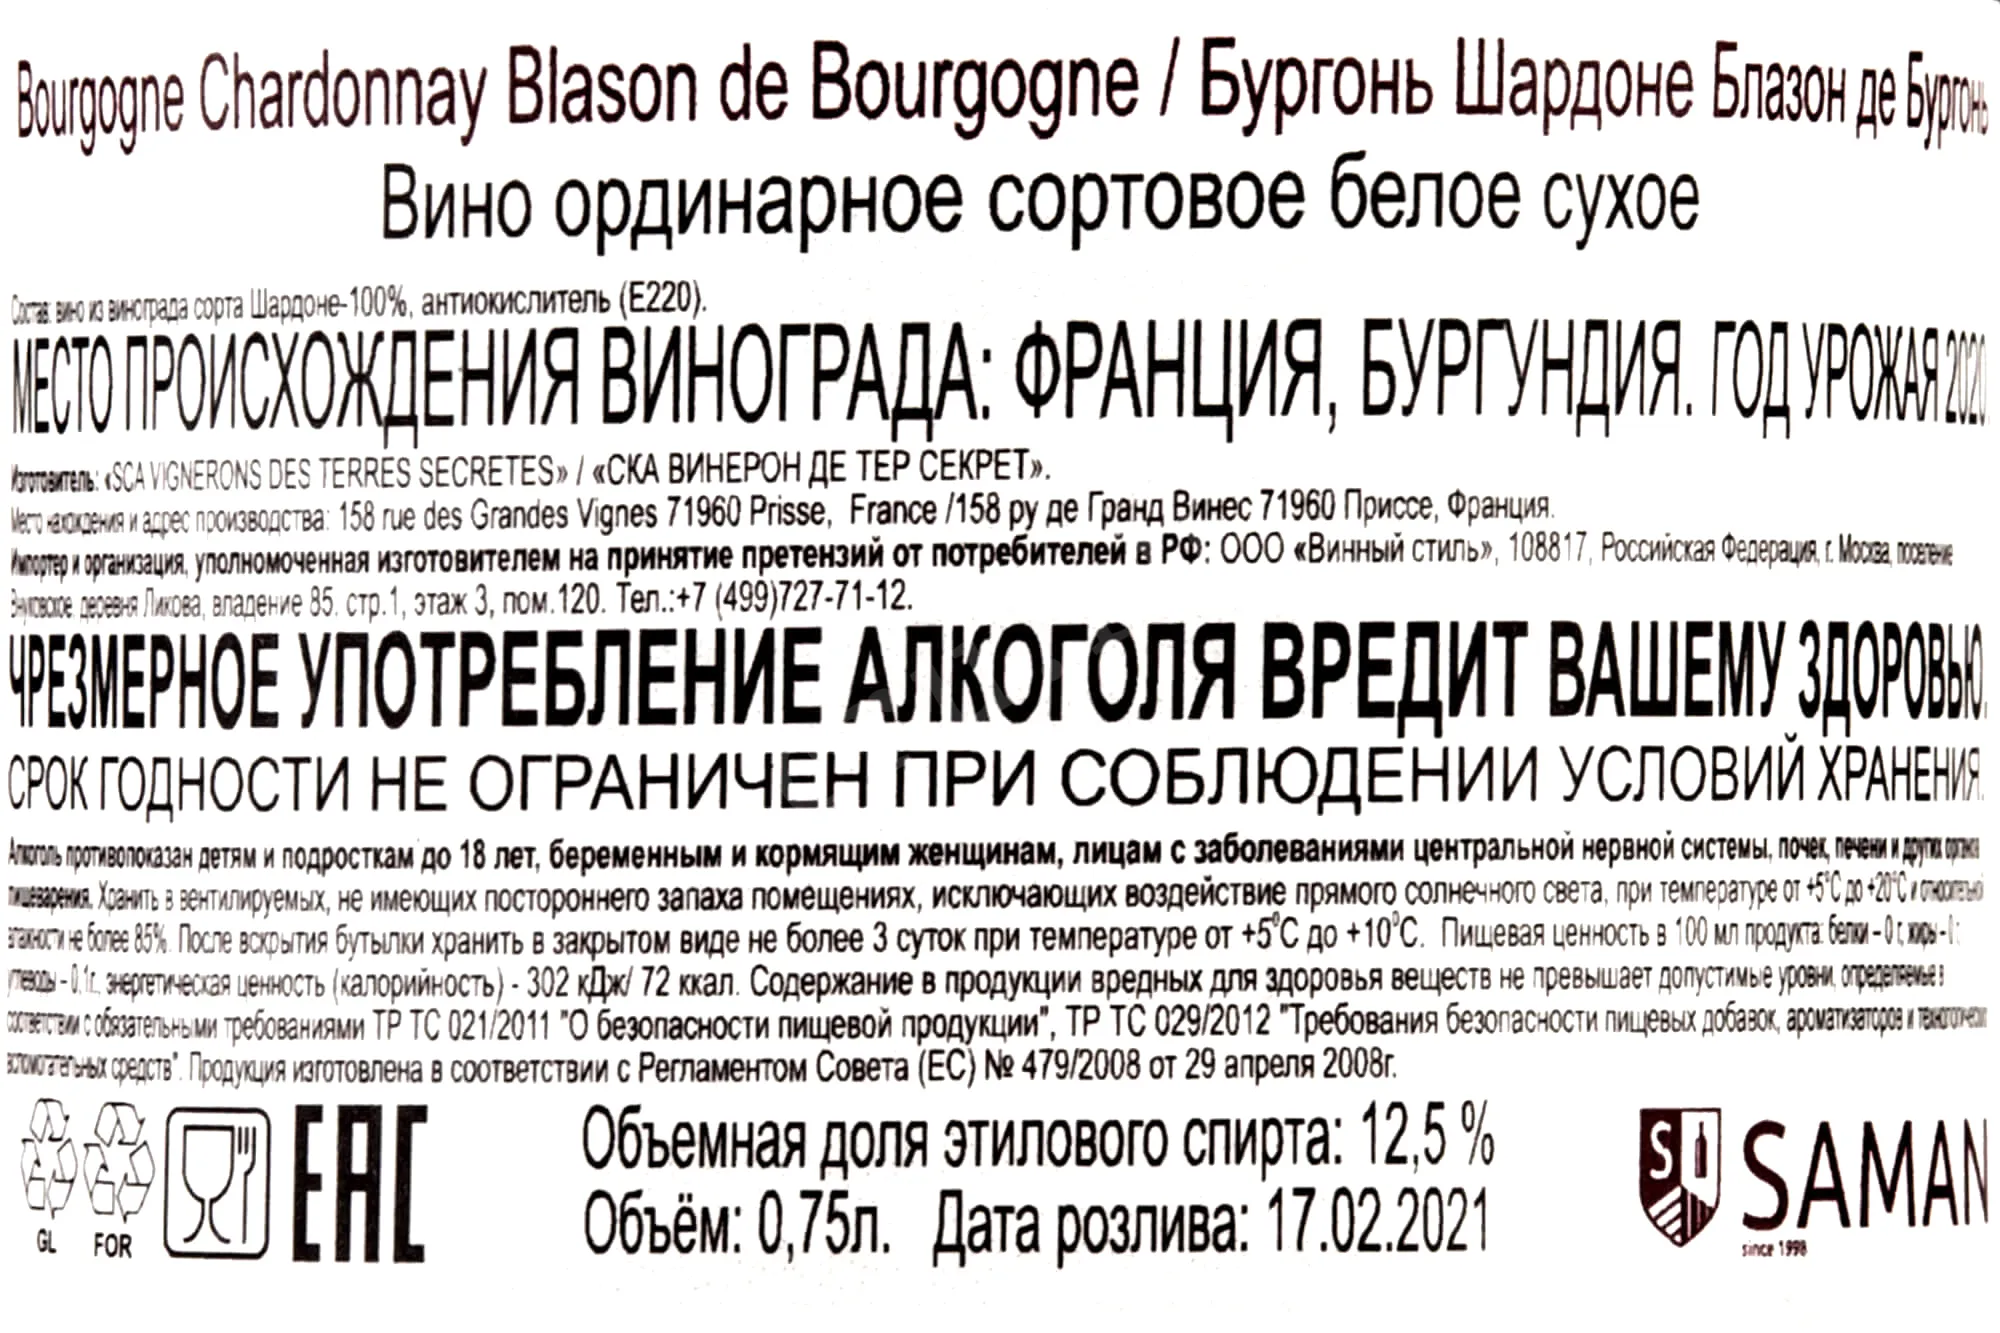 Bourgogne Chardonnay Blason de Bourgogne / Бургонь Шардоне Блазон де Бургонь
Вино ординарное сортовое белое сухое
Состав: вино из винограда сорта Шардоне-100%, антиокислитель (Е220).
МЕСТО ПРОИСХОЖДЕНИЯ ВИНОГРАДА: ФРАНЦИЯ, БУРГУНДИЯ. ГОД УРОЖАЯ 2020.
Изготовитель: «SCA VIGNERONS DES TERRES SECRETES» / «СКА ВИНЕРОН ДЕ ТЕР СЕКРЕТ».
Место нахождения и адрес производства: 158 rue des Grandes Vignes 71960 Prisse, France /158 ру де Гранд Винес 71960 Приссе, Франция.
Импортер и организация, уполномоченная изготовителем на принятие претензий от потребителей в РФ: ООО «Винный стиль», 108817, Российская Федерация, г. Москва, поселение
Внуковское, деревня Ликова, владение 85, стр.1, этаж 3, пом.120. Тел.:+7 (499)727-71-12.
ЧРЕЗМЕРНОЕ УПОТРЕБЛЕНИЕ АЛКОГОЛЯ ВРЕДИТ ВАШЕМУ ЗДОРОВЬЮ.
СРОК ГОДНОСТИ НЕ ОГРАНИЧЕН ПРИ СОБЛЮДЕНИИ УСЛОВИЙ ХРАНЕНИЯ.
Алкоголь противопоказан детям и подросткам до 18 лет, беременным и кормящим женщинам, лицам с заболеваниями центральной нервной системы, почек, печени и других органов
пищеварения. Хранить в вентилируемых, не имеющих постороннего запаха помещениях, исключающих воздействие прямого солнечного света, при температуре от +5°С до +20°С и относительной
влажности не более 85%. После вскрытия бутылки хранить в закрытом виде не более 3 суток при температуре от +5°С до +10°С. Пищевая ценность в 100 мл продукта: белки - 0 г, жиры - 0 г,
углеводы - 0,1г., энергетическая ценность (калорийность) - 302 кДж/ 72 ккал. Содержание в продукции вредных для здоровья веществ не превышает допустимые уровни, определяемые в
соответствии с обязательными требованиями ТР ТС 021/2011 "О безопасности пищевой продукции", ТР ТС 029/2012 "Требования безопасности пищевых добавок, ароматизаторов и технологических
вспомогательных средств". Продукция изготовлена в соответствии с Регламентом Совета (ЕС) № 479/2008 от 29 апреля 2008г.
GL FOR
EAC
Объемная доля этилового спирта: 12,5 %
Объём: 0,75л. Дата розлива: 17.02.2021
SAMAN
since 1998